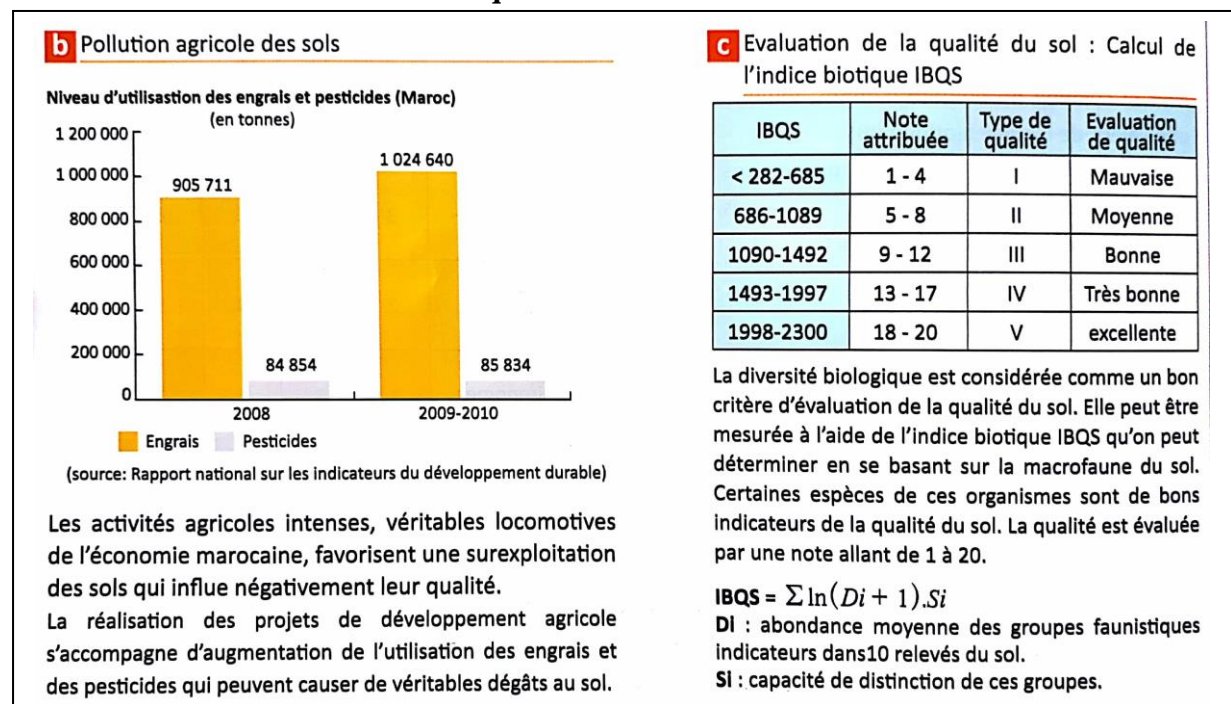 b Pollution agricole des sols
Niveau d'utilisastion des engrais et pesticides (Maroc)
(en tonnes)
1 200 000
1 000 000
800 000
600 000
400 000
200 000
0
905 711
84 854
1 024 640
85 834
2008
2009-2010
Engrais Pesticides
(source: Rapport national sur les indicateurs du développement durable)
Les activités agricoles intenses, véritables locomotives
de l'économie marocaine, favorisent une surexploitation
des sols qui influe négativement leur qualité.
La réalisation des projets de développement agricole
s'accompagne d'augmentation de l'utilisation des engrais et
des pesticides qui peuvent causer de véritables dégâts au sol.
c Evaluation de la qualité du sol : Calcul de
l'indice biotique IBQS
IBQS Note attribuée Type de qualité Evaluation de qualité
< 282-685 1 - 4 I Mauvaise
686-1089 5 - 8 II Moyenne
1090-1492 9 - 12 III Bonne
1493-1997 13 - 17 IV Très bonne
1998-2300 18 - 20 V excellente
La diversité biologique est considérée comme un bon
critère d'évaluation de la qualité du sol. Elle peut être
mesurée à l'aide de l'indice biotique IBQS qu'on peut
déterminer en se basant sur la macrofaune du sol.
Certaines espèces de ces organismes sont de bons
indicateurs de la qualité du sol. La qualité est évaluée
par une note allant de 1 à 20.
IBQS = Σ ln(Di + 1).Si
Di : abondance moyenne des groupes faunistiques
indicateurs dans10 relevés du sol.
Si : capacité de distinction de ces groupes.